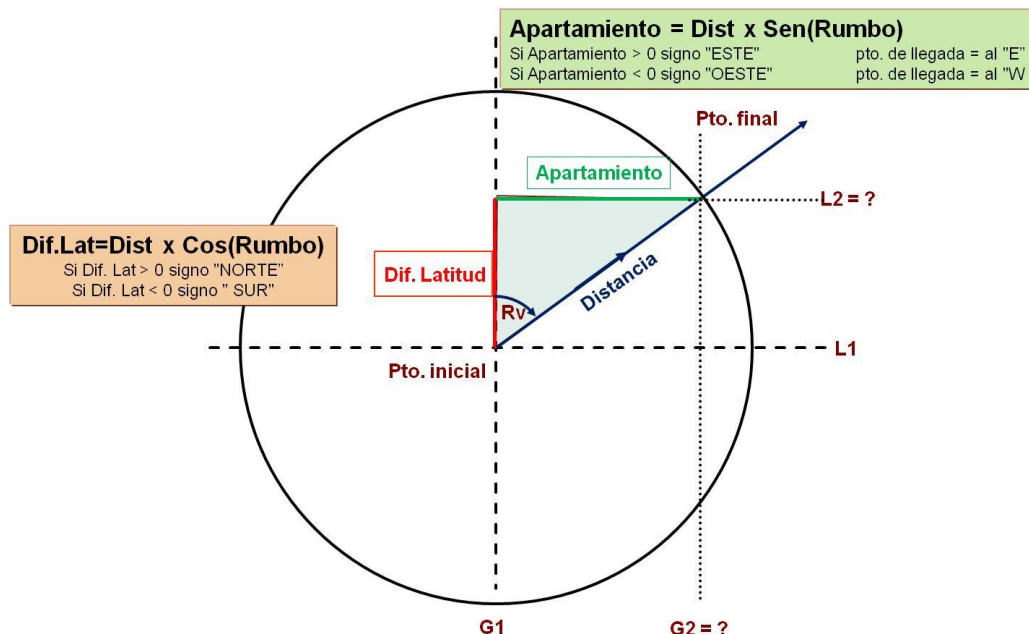 Apartamiento = Dist x Sen(Rumbo)
Si Apartamiento > 0 signo "ESTE" pto. de llegada = al "E"
Si Apartamiento < 0 signo "OESTE" pto. de llegada = al "W
Pto. final
Apartamiento
L2 = ?
Dif.Lat=Dist x Cos(Rumbo)
Si Dif. Lat > 0 signo "NORTE"
Si Dif. Lat < 0 signo " SUR"
Dif. Latitud
Distancia
Rv
L1
Pto. inicial
G1
G2 = ?